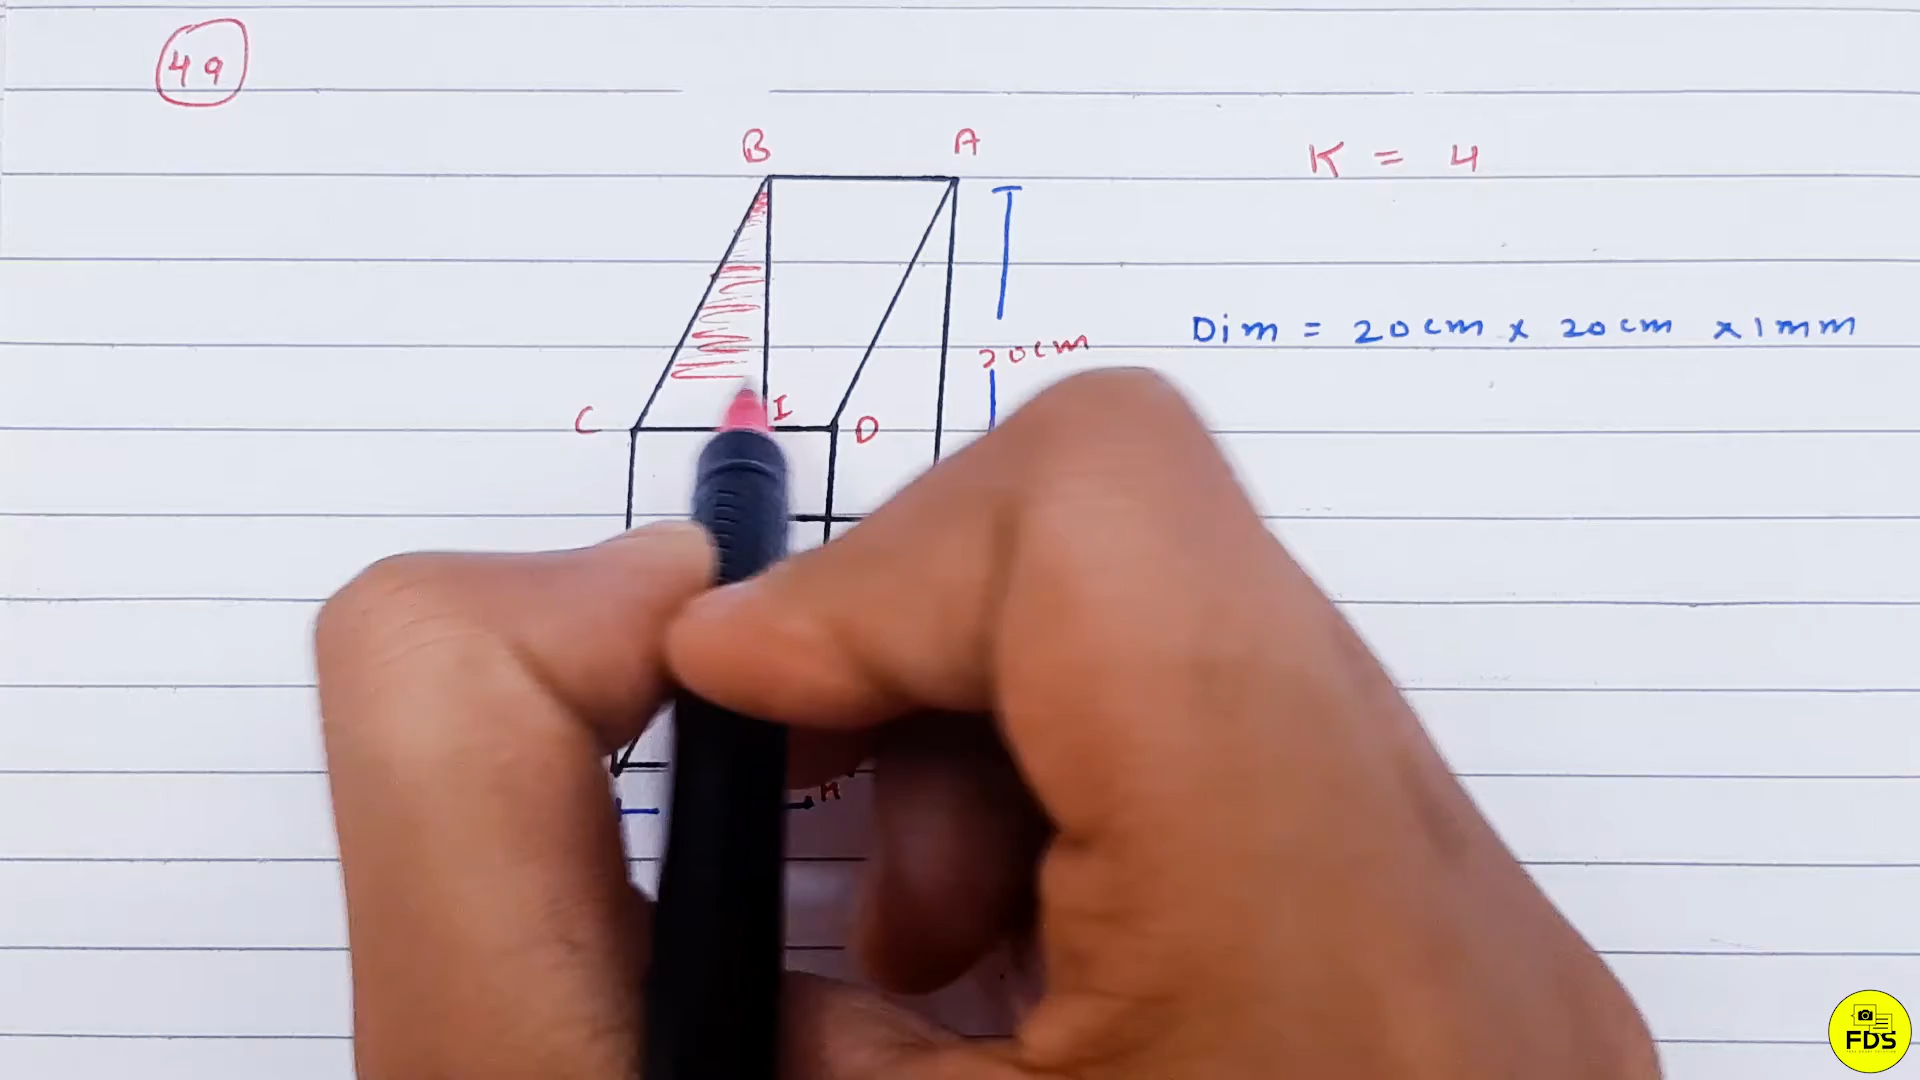 49
B A
K = 4
Dim = 20cm x 20cm x 1mm
20cm
C I D
M
FDS